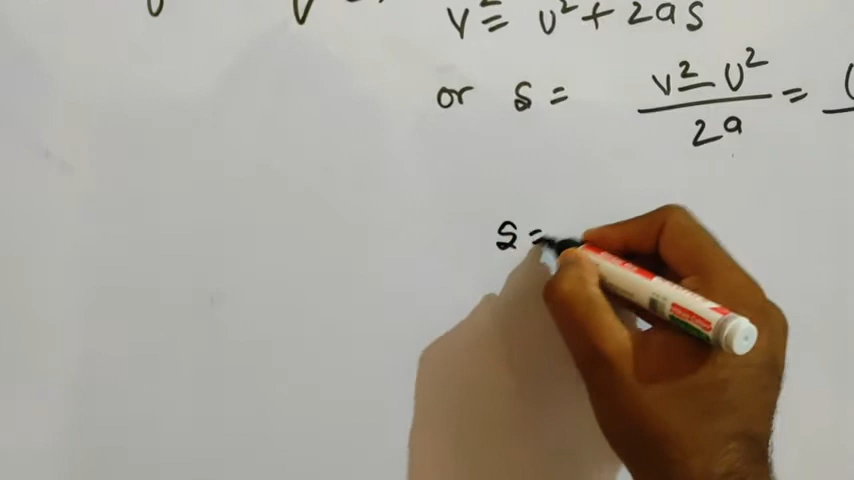 v² = u² + 2as
or s = v² - u² / 2a =
s =